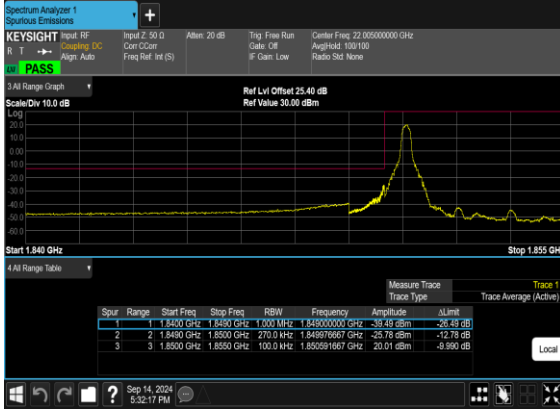 Spectrum Analyzer 1
Spurious Emissions
+
KEYSIGHT Input: RF Input Z: 50 Ω Atten: 20 dB Trig: Free Run Center Freq: 22.005000000 GHz
R T Coupling: DC Corr CCorr Gate: Off Avg|Hold: 100/100
Align: Auto Freq Ref: Int (S) IF Gain: Low Radio Std: None
PASS
3 All Range Graph
Ref Lvl Offset 25.40 dB
Scale/Div 10.0 dB Ref Value 30.00 dBm
Log
20.0
10.0
0.00
-10.0
-20.0
-30.0
-40.0
-50.0
-60.0
Start 1.840 GHz Stop 1.855 GH
4 All Range Table
Measure Trace Trace 1
Trace Type Trace Average (Active)
Spur Range Start Freq Stop Freq RBW Frequency Amplitude ΔLimit
1 1 1.8400 GHz 1.8490 GHz 1.000 MHz 1.849000000 GHz -39.49 dBm -26.49 dB
2 2 1.8490 GHz 1.8500 GHz 270.0 kHz 1.849976667 GHz -25.78 dBm -12.78 dB
3 3 1.8500 GHz 1.8550 GHz 100.0 kHz 1.850591667 GHz 20.01 dBm -9.990 dB
Local
? Sep 14, 2024
5:32:17 PM